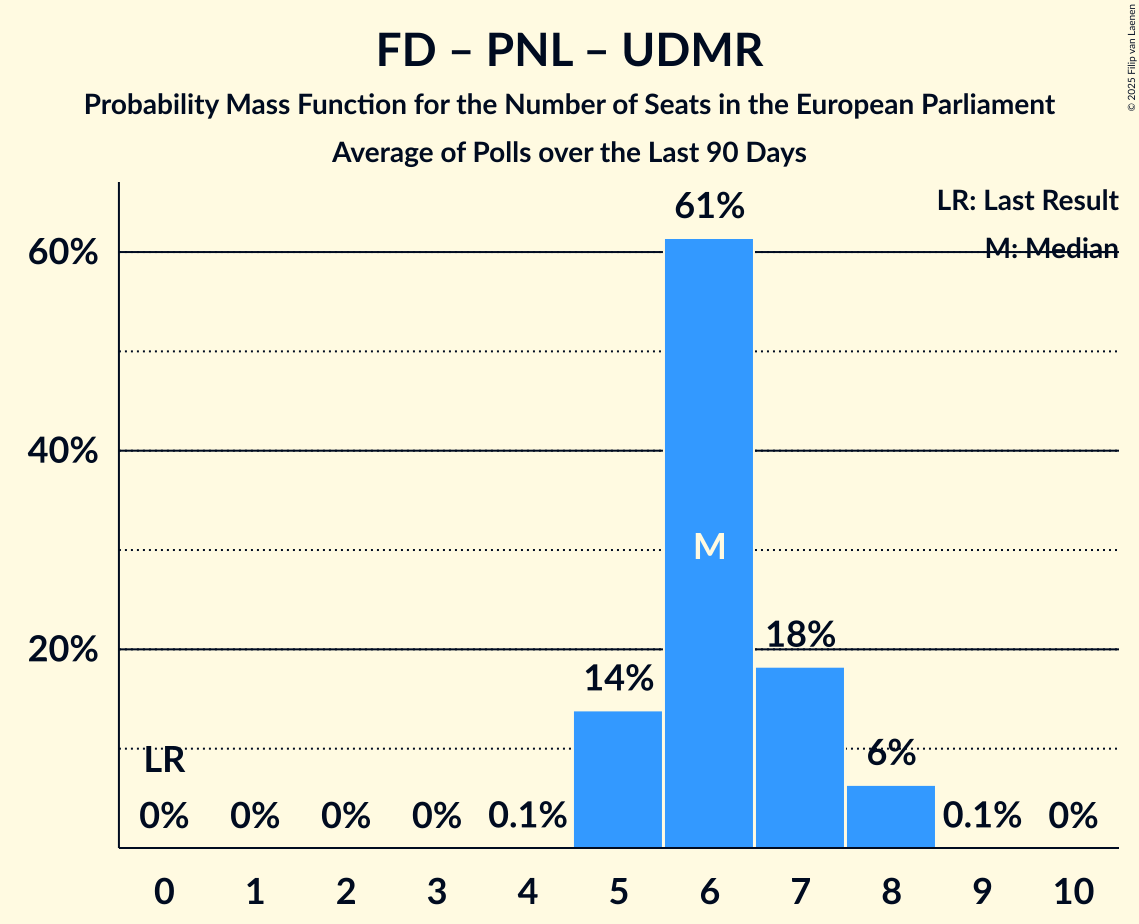 FD – PNL – UDMR
Probability Mass Function for the Number of Seats in the European Parliament
Average of Polls over the Last 90 Days
© 2025 Filip van Laenen
LR: Last Result
M: Median
60%
40%
20%
LR
0%
0%
0%
0%
0.1%
14%
61%
M
18%
6%
0.1%
0%
0 1 2 3 4 5 6 7 8 9 10